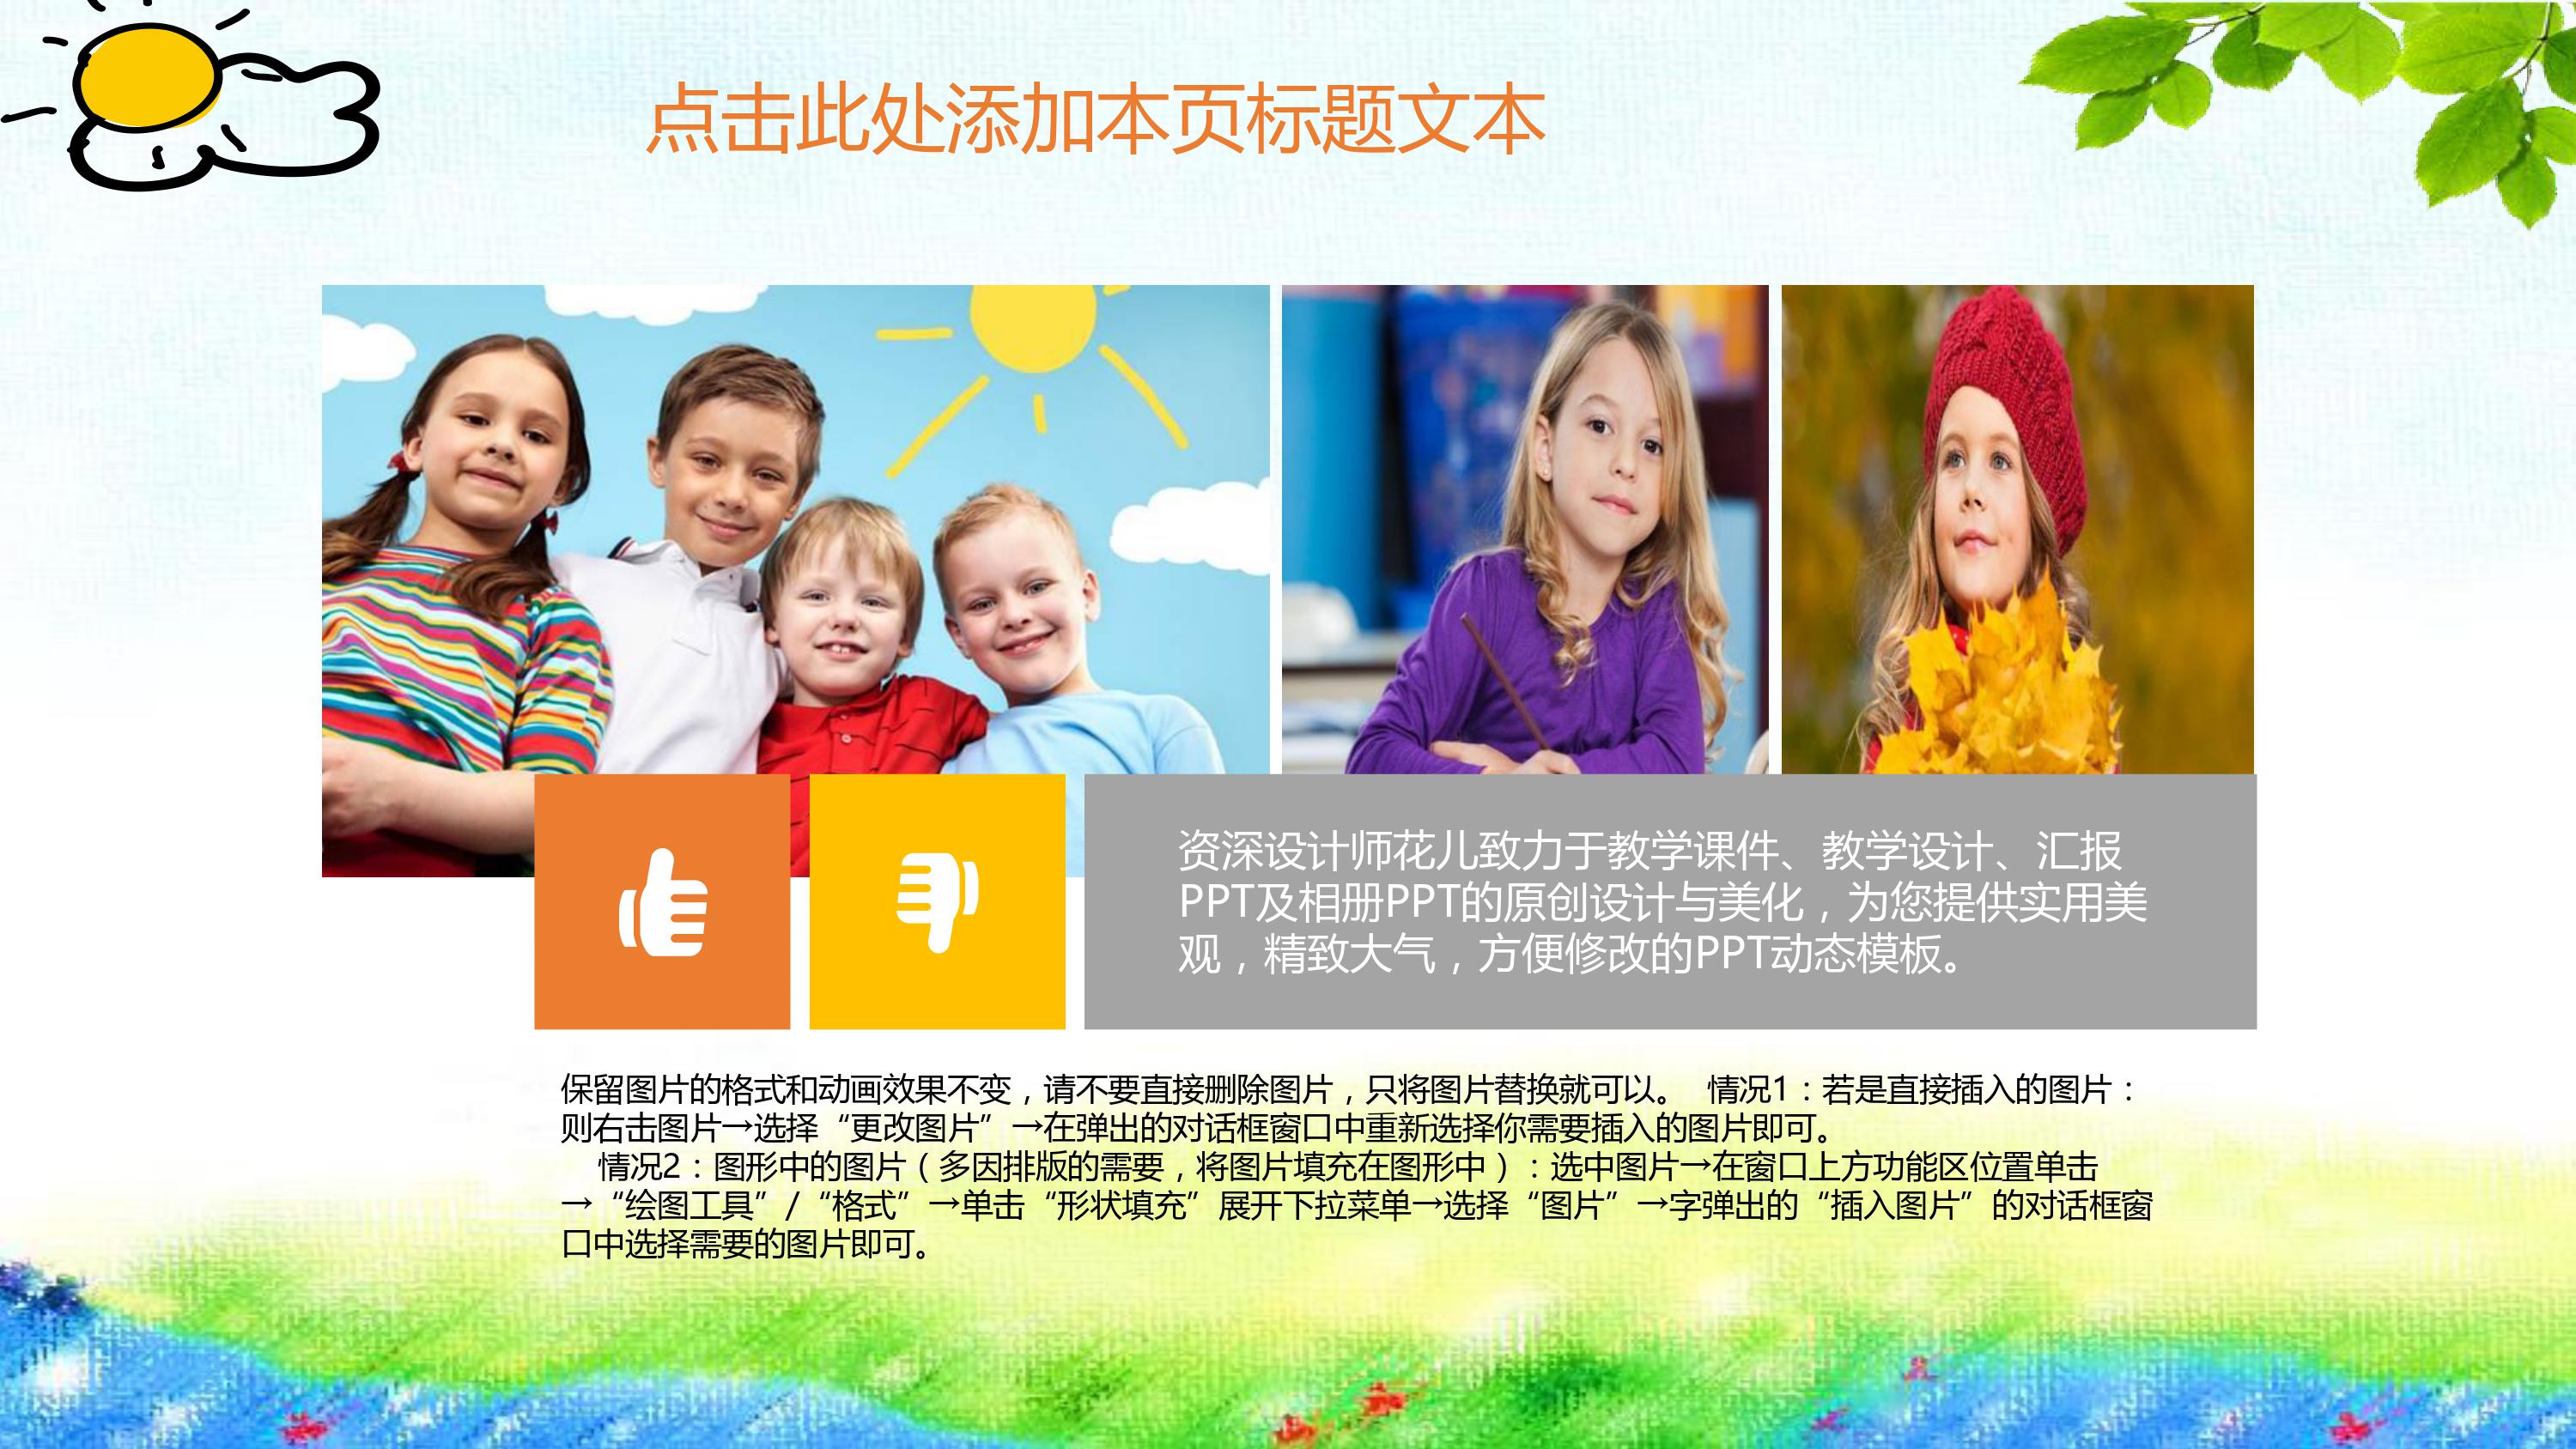 点击此处添加本页标题文本
资深设计师花儿致力于教学课件、教学设计、汇报
PPT及相册PPT的原创设计与美化，为您提供实用美
观，精致大气，方便修改的PPT动态模板。
保留图片的格式和动画效果不变，请不要直接删除图片，只将图片替换就可以。 情况1：若是直接插入的图片：
则右击图片→选择“更改图片”→在弹出的对话框窗口中重新选择你需要插入的图片即可。
情况2：图形中的图片（多因排版的需要，将图片填充在图形中）：选中图片→在窗口上方功能区位置单击
→“绘图工具”/“格式”→单击“形状填充”展开下拉菜单→选择“图片”→字弹出的“插入图片”的对话框窗
口中选择需要的图片即可。